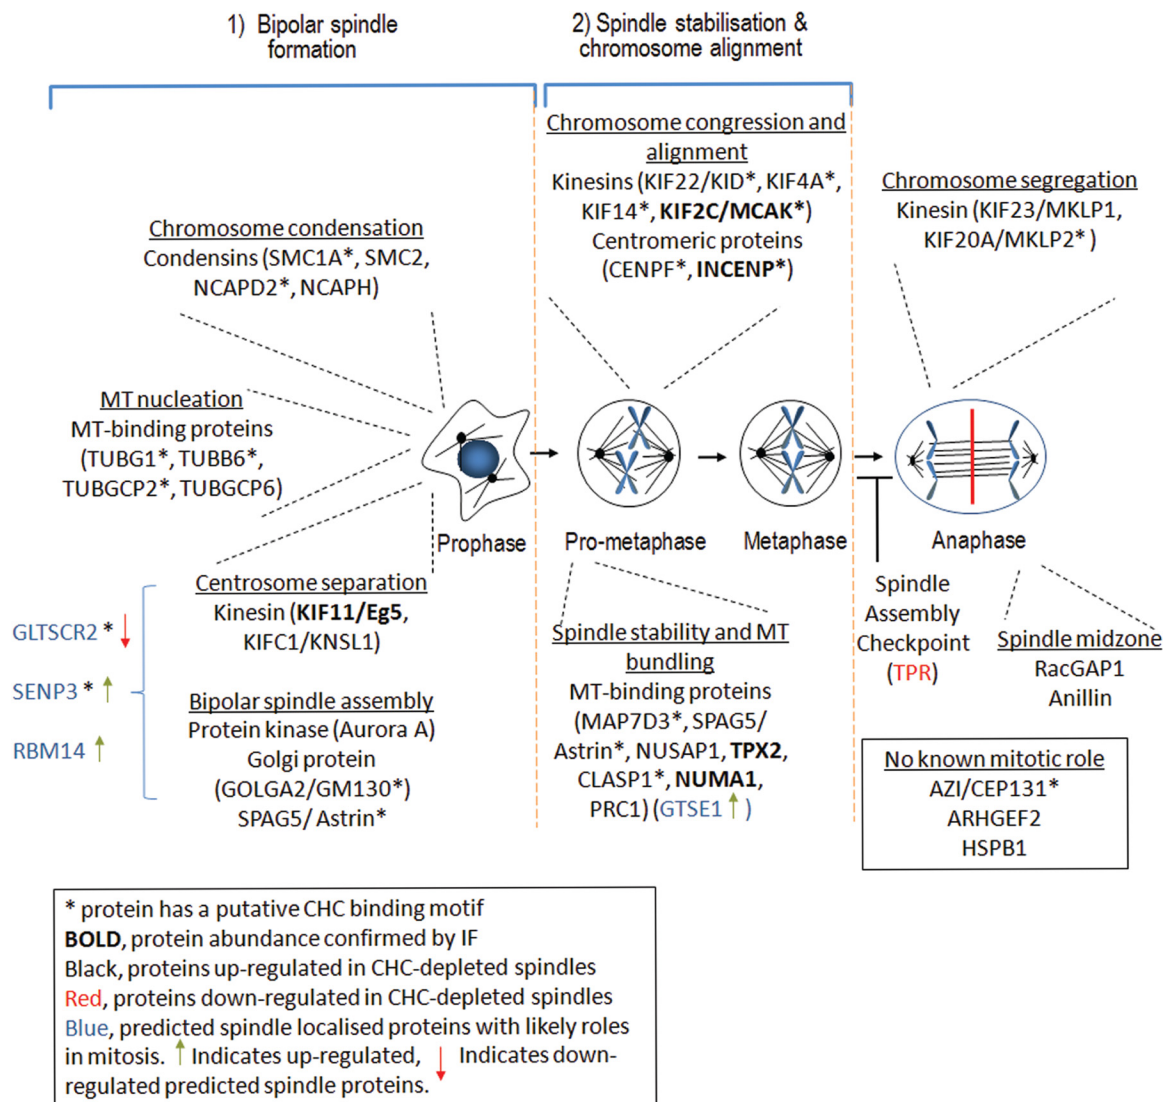 1) Bipolar spindle
formation
2) Spindle stabilisation &
chromosome alignment
Chromosome condensation
Condensins (SMC1A*, SMC2,
NCAPD2*, NCAPH)
Chromosome congression and
alignment
Kinesins (KIF22/KID*, KIF4A*,
KIF14*, KIF2C/MCAK*)
Centromeric proteins
(CENPF*, INCENP*)
Chromosome segregation
Kinesin (KIF23/MKLP1,
KIF20A/MKLP2* )
MT nucleation
MT-binding proteins
(TUBG1*, TUBB6*,
TUBGCP2*, TUBGCP6)
Prophase
Pro-metaphase
Metaphase
Anaphase
GLTSCR2 *
SENP3 *
RBM14
Centrosome separation
Kinesin (KIF11/Eg5,
KIFC1/KNSL1)
Bipolar spindle assembly
Protein kinase (Aurora A)
Golgi protein
(GOLGA2/GM130*)
SPAG5/ Astrin*
Spindle stability and MT
bundling
MT-binding proteins
(MAP7D3*, SPAG5/
Astrin*, NUSAP1, TPX2,
CLASP1*, NUMA1,
PRC1) (GTSE1 )
Spindle
Assembly
Checkpoint
(TPR)
Spindle midzone
RacGAP1
Anillin
No known mitotic role
AZI/CEP131*
ARHGEF2
HSPB1
* protein has a putative CHC binding motif
BOLD, protein abundance confirmed by IF
Black, proteins up-regulated in CHC-depleted spindles
Red, proteins down-regulated in CHC-depleted spindles
Blue, predicted spindle localised proteins with likely roles
in mitosis. Indicates up-regulated, Indicates down-
regulated predicted spindle proteins.